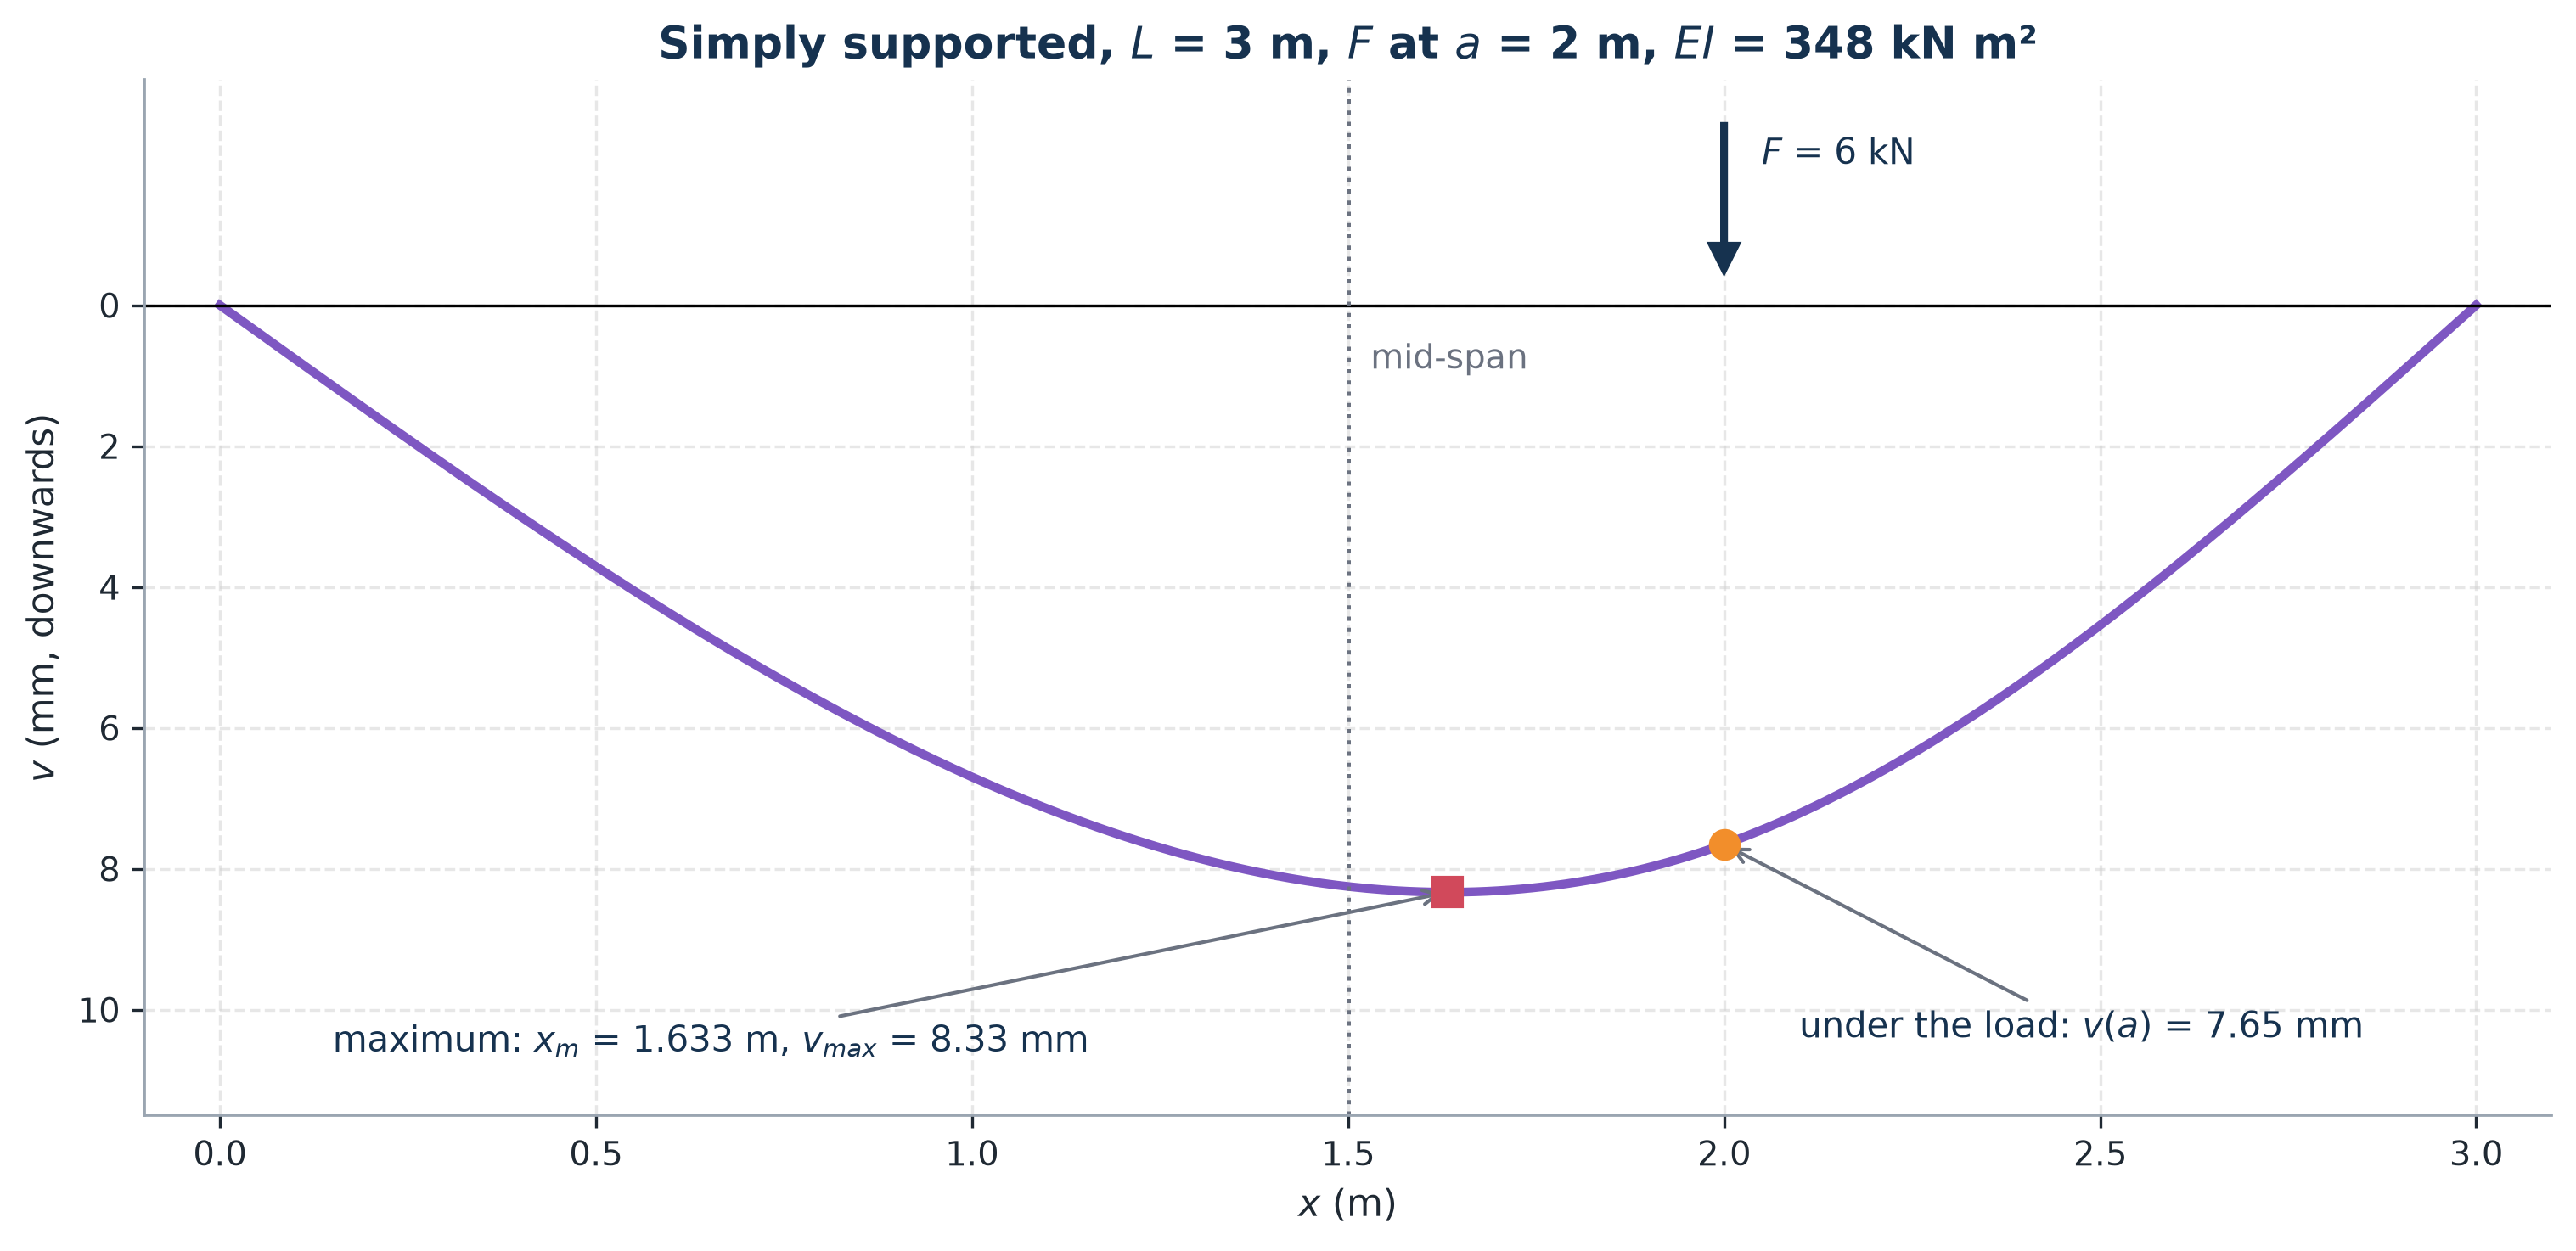 Simply supported, L = 3 m, F at a = 2 m, EI = 348 kN m²
F = 6 kN
mid-span
v (mm, downwards)
0
2
4
6
8
10
maximum: xₘ = 1.633 m, vₘₐₓ = 8.33 mm
under the load: v(a) = 7.65 mm
0.0 0.5 1.0 1.5 2.0 2.5 3.0
x (m)